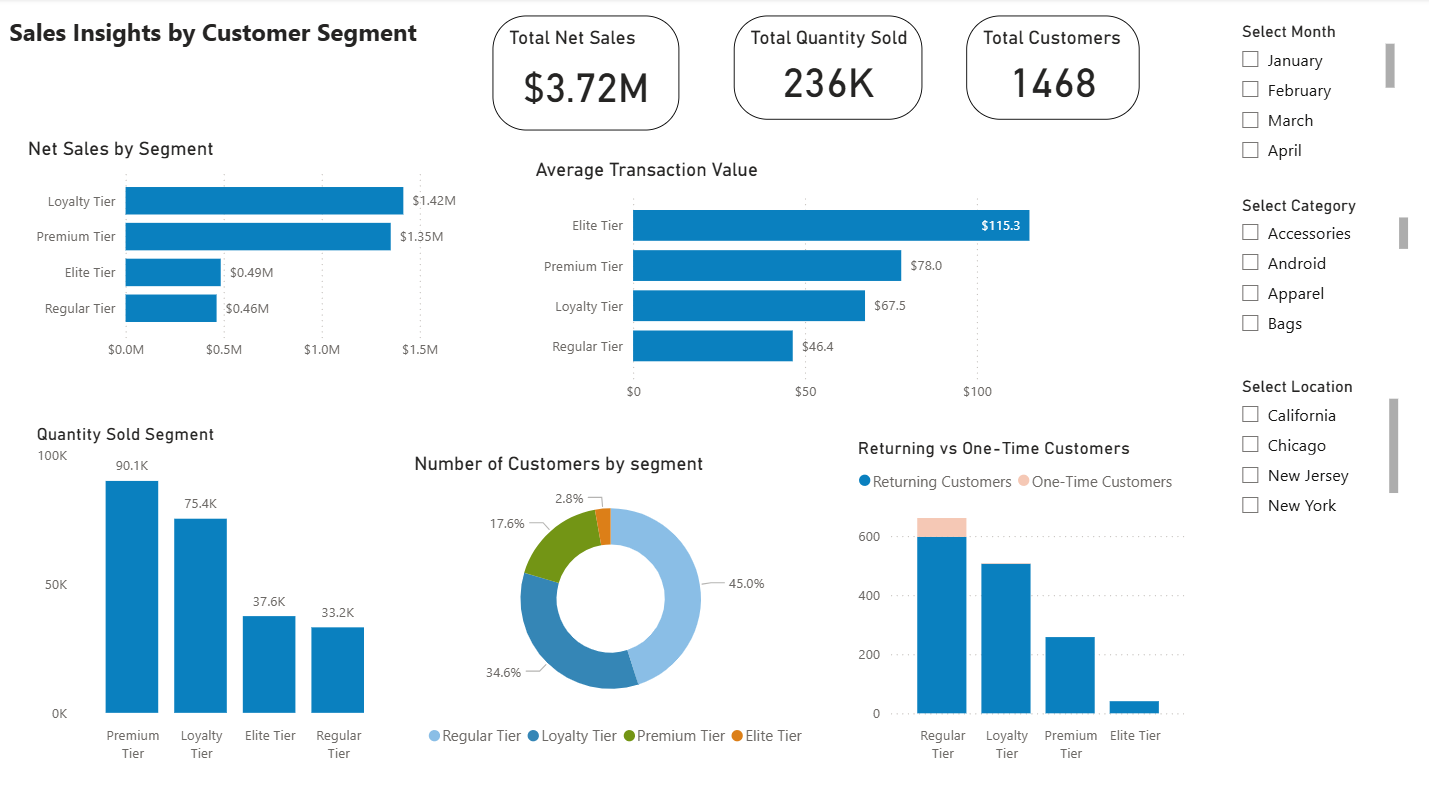 Sales Insights by Customer Segment
Total Net Sales
$3.72M
Total Quantity Sold
236K
Total Customers
1468
Select Month
January
February
March
April
Select Category
Accessories
Android
Apparel
Bags
Select Location
California
Chicago
New Jersey
New York
Net Sales by Segment
Loyalty Tier
$1.42M
Premium Tier
$1.35M
Elite Tier
$0.49M
Regular Tier
$0.46M
$0.0M
$0.5M
$1.0M
$1.5M
Average Transaction Value
Elite Tier
$115.3
Premium Tier
$78.0
Loyalty Tier
$67.5
Regular Tier
$46.4
$0
$50
$100
Quantity Sold Segment
100K
50K
0K
90.1K
75.4K
37.6K
33.2K
Premium
Tier
Loyalty
Tier
Elite Tier
Regular
Tier
Number of Customers by segment
2.8%
17.6%
45.0%
34.6%
Regular Tier
Loyalty Tier
Premium Tier
Elite Tier
Returning vs One-Time Customers
Returning Customers
One-Time Customers
600
400
200
0
Regular
Tier
Loyalty
Tier
Premium
Tier
Elite Tier